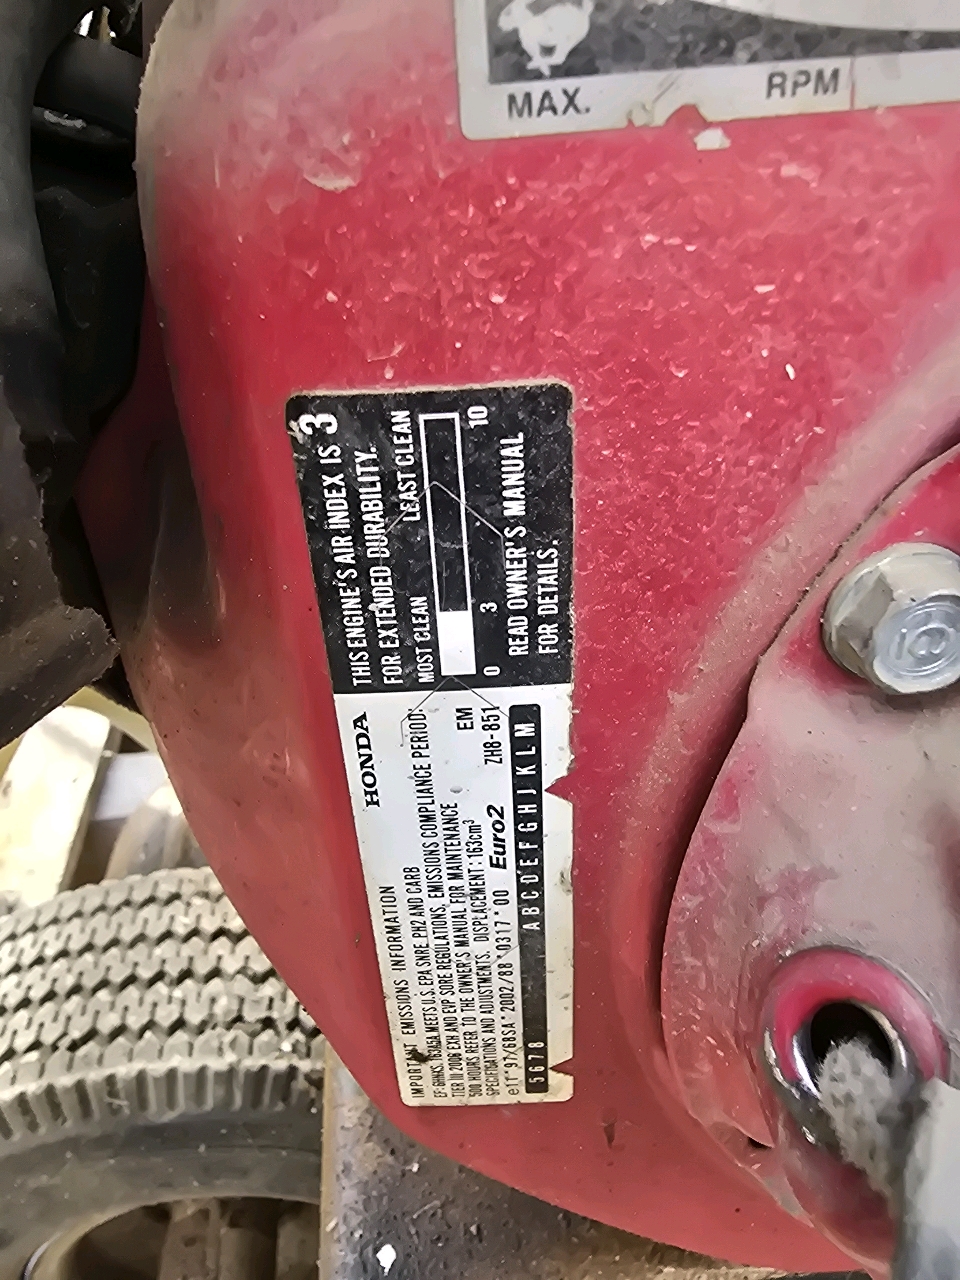 MAX. RPM
THIS ENGINE'S AIR INDEX IS 3
FOR EXTENDED DURABILITY.
MOST CLEAN LEAST CLEAN
0 3 10
READ OWNER'S MANUAL
FOR DETAILS.
HONDA
IMPORTANT EMISSIONS INFORMATION
MEETS U.S. EPA SNRE PH2 AND CARB
TIER III 2006 EXH AND EVP SORE REGULATIONS, EMISSIONS COMPLIANCE PERIOD:
500 HOURS REFER TO THE OWNER'S MANUAL FOR MAINTENANCE
SPECIFICATIONS AND ADJUSTMENTS. DISPLACEMENT: 163cm³
EM
e11*97/68SA*2002/88*0317*00 Euro2 ZH8-851
5678 ABCDEFGHJKLM